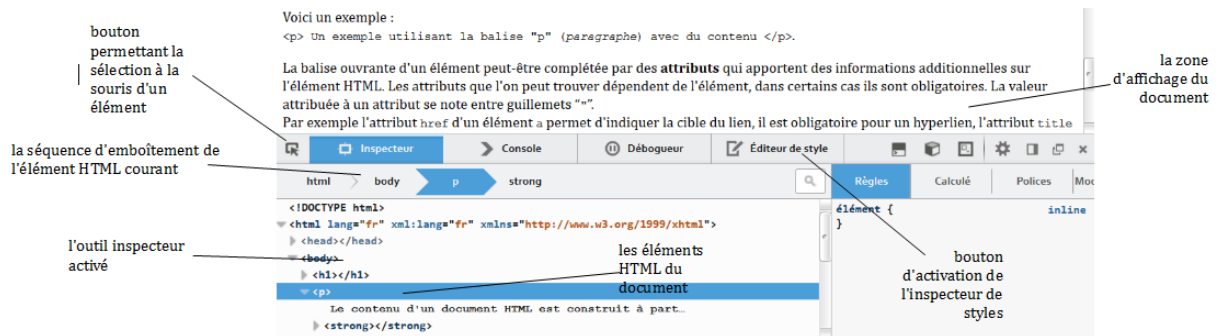 Voici un exemple :
<p> Un exemple utilisant la balise "p" (paragraphe) avec du contenu </p>.
La balise ouvrante d'un élément peut-être complétée par des attributs qui apportent des informations additionnelles sur
l'élément HTML. Les attributs que l'on peut trouver dépendent de l'élément, dans certains cas ils sont obligatoires. La valeur
attribuée à un attribut se note entre guillemets “"”.
Par exemple l'attribut href d'un élément a permet d'indiquer la cible du lien, il est obligatoire pour un hyperlien, l'attribut title
bouton
permettant la
sélection à la
souris d'un
élément
la zone
d'affichage du
document
la séquence d'emboîtement de
l'élément HTML courant
Inspecteur
Console
Débogueur
Éditeur de style
html
body
p
strong
Règles
Calculé
Polices
Moc
<!DOCTYPE html>
<html lang="fr" xml:lang="fr" xmlns="http://www.w3.org/1999/xhtml">
<head></head>
<body>
<h1></h1>
<p>
Le contenu d'un document HTML est construit à part…
<strong></strong>
élément {
inline
}
l'outil inspecteur
activé
les éléments
HTML du
document
bouton
d'activation de
l'inspecteur de
styles